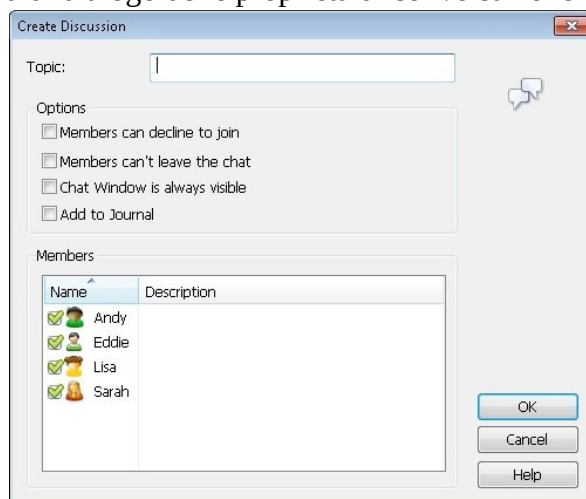 Create Discussion
Topic:
Options
Members can decline to join
Members can't leave the chat
Chat Window is always visible
Add to Journal
Members
Name Description
Andy
Eddie
Lisa
Sarah
OK
Cancel
Help